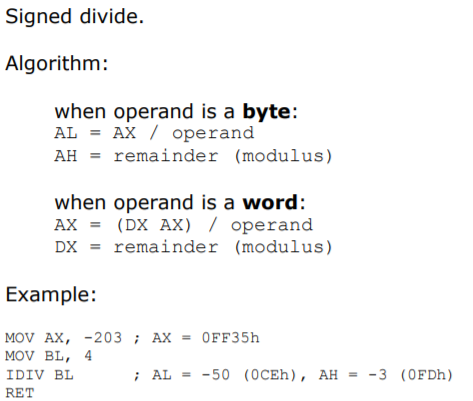 Signed divide.
Algorithm:
when operand is a byte:
AL = AX / operand
AH = remainder (modulus)
when operand is a word:
AX = (DX AX) / operand
DX = remainder (modulus)
Example:
MOV AX, -203 ; AX = 0FF35h
MOV BL, 4
IDIV BL ; AL = -50 (0CEh), AH = -3 (0FDh)
RET